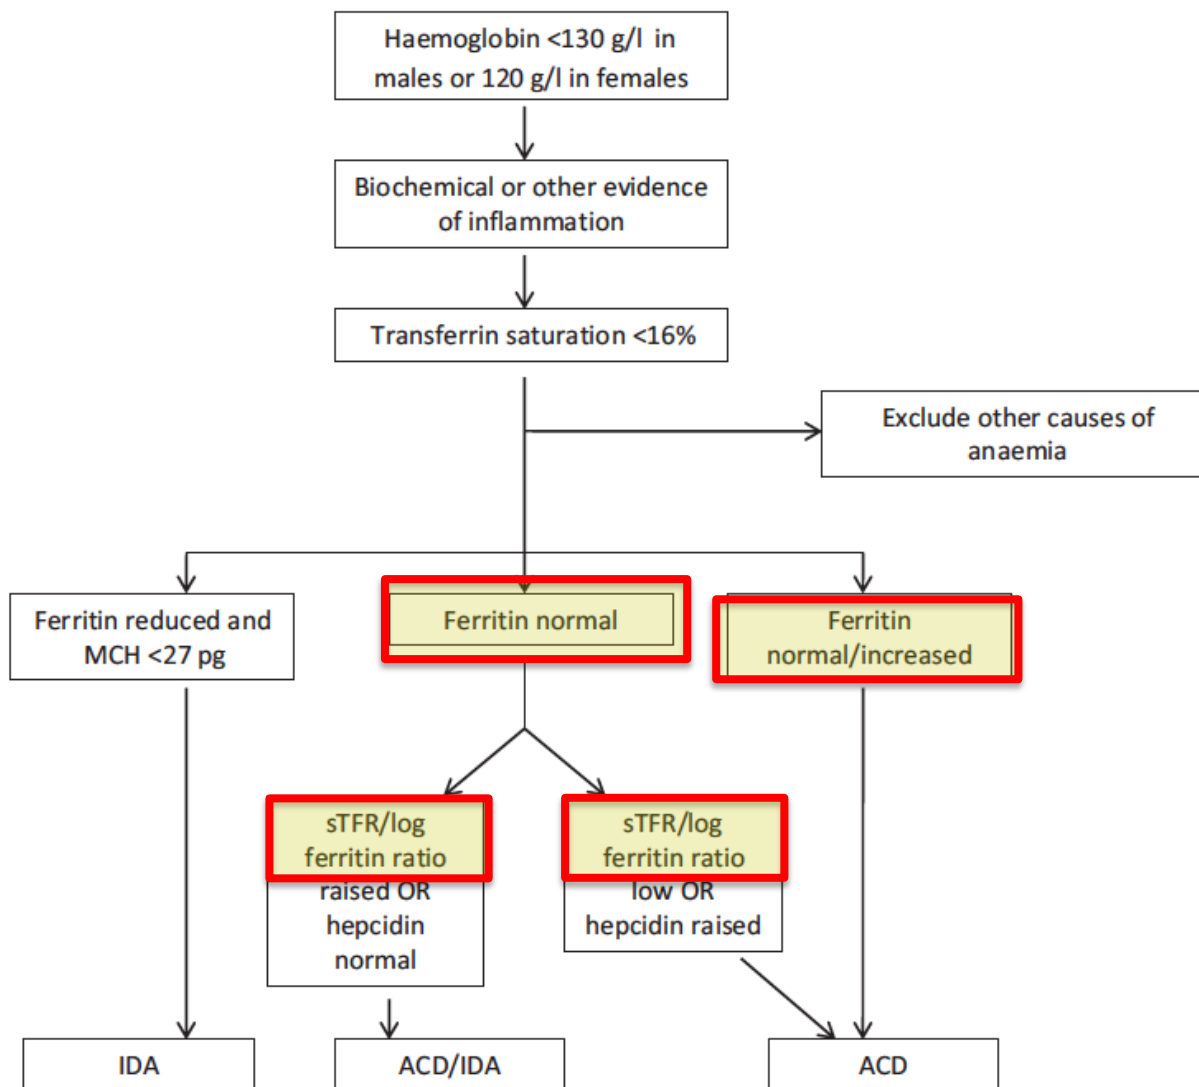 Haemoglobin <130 g/l in
males or 120 g/l in females
Biochemical or other evidence
of inflammation
Transferrin saturation <16%
Exclude other causes of
anaemia
Ferritin reduced and
MCH <27 pg
Ferritin normal
Ferritin
normal/increased
sTFR/log
ferritin ratio
raised OR
hepcidin
normal
sTFR/log
ferritin ratio
low OR
hepcidin raised
IDA
ACD/IDA
ACD